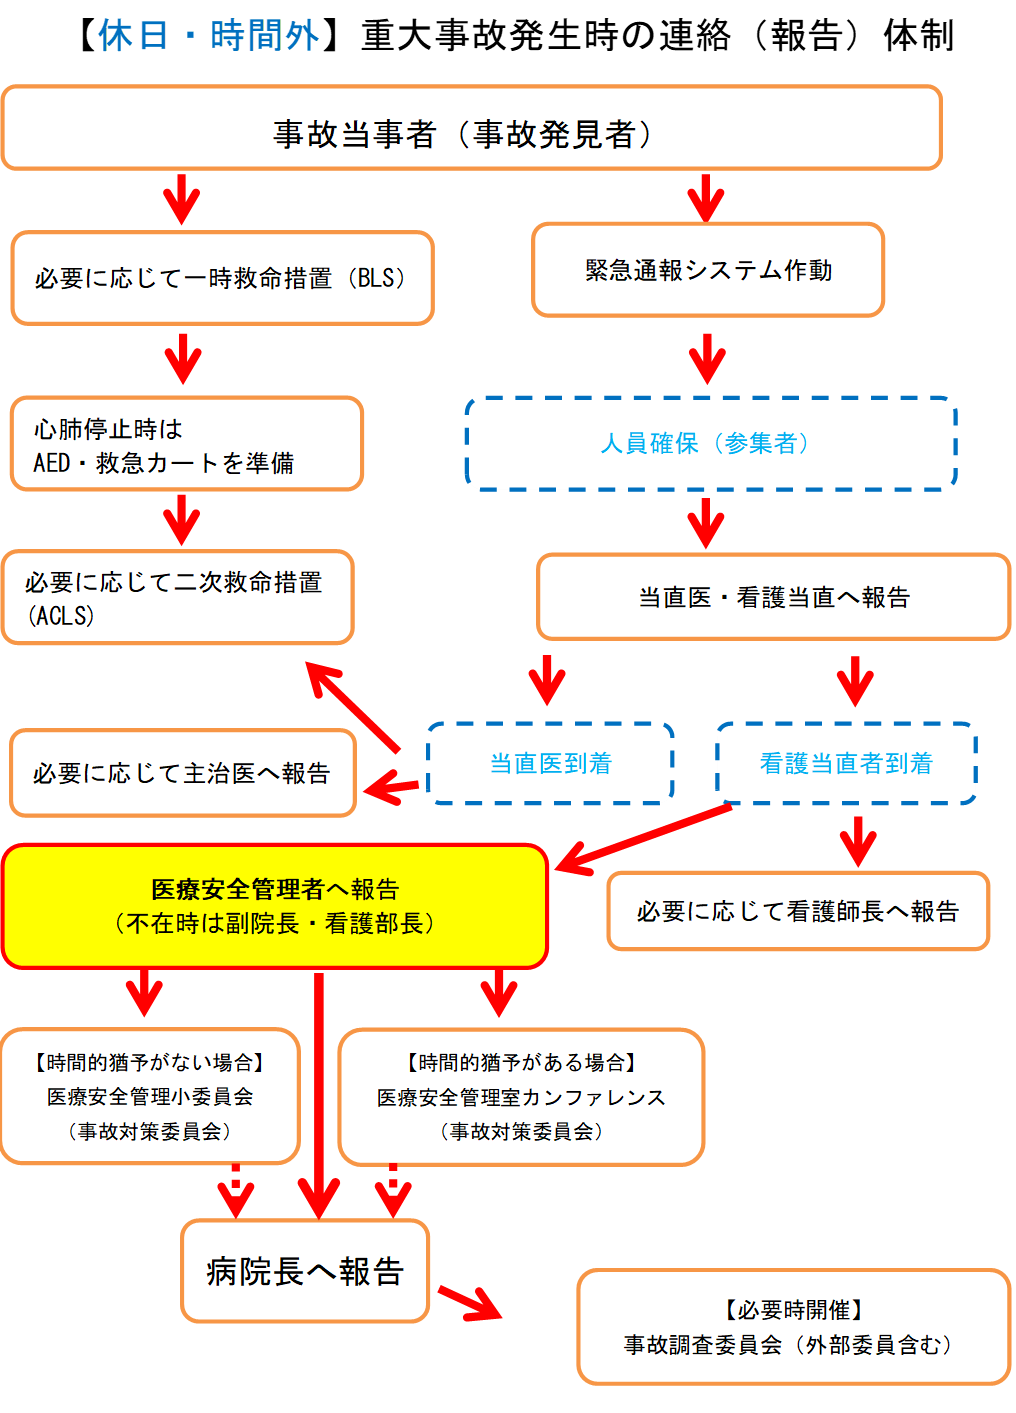 【休日・時間外】重大事故発生時の連絡（報告）体制
事故当事者（事故発見者）
必要に応じて一時救命措置（BLS）
緊急通報システム作動
心肺停止時は
AED・救急カートを準備
人員確保（参集者）
必要に応じて二次救命措置
(ACLS)
当直医・看護当直へ報告
必要に応じて主治医へ報告
当直医到着
看護当直者到着
医療安全管理者へ報告
（不在時は副院長・看護部長）
必要に応じて看護師長へ報告
【時間的猶予がない場合】
医療安全管理小委員会
（事故対策委員会）
【時間的猶予がある場合】
医療安全管理室カンファレンス
（事故対策委員会）
病院長へ報告
【必要時開催】
事故調査委員会（外部委員含む）